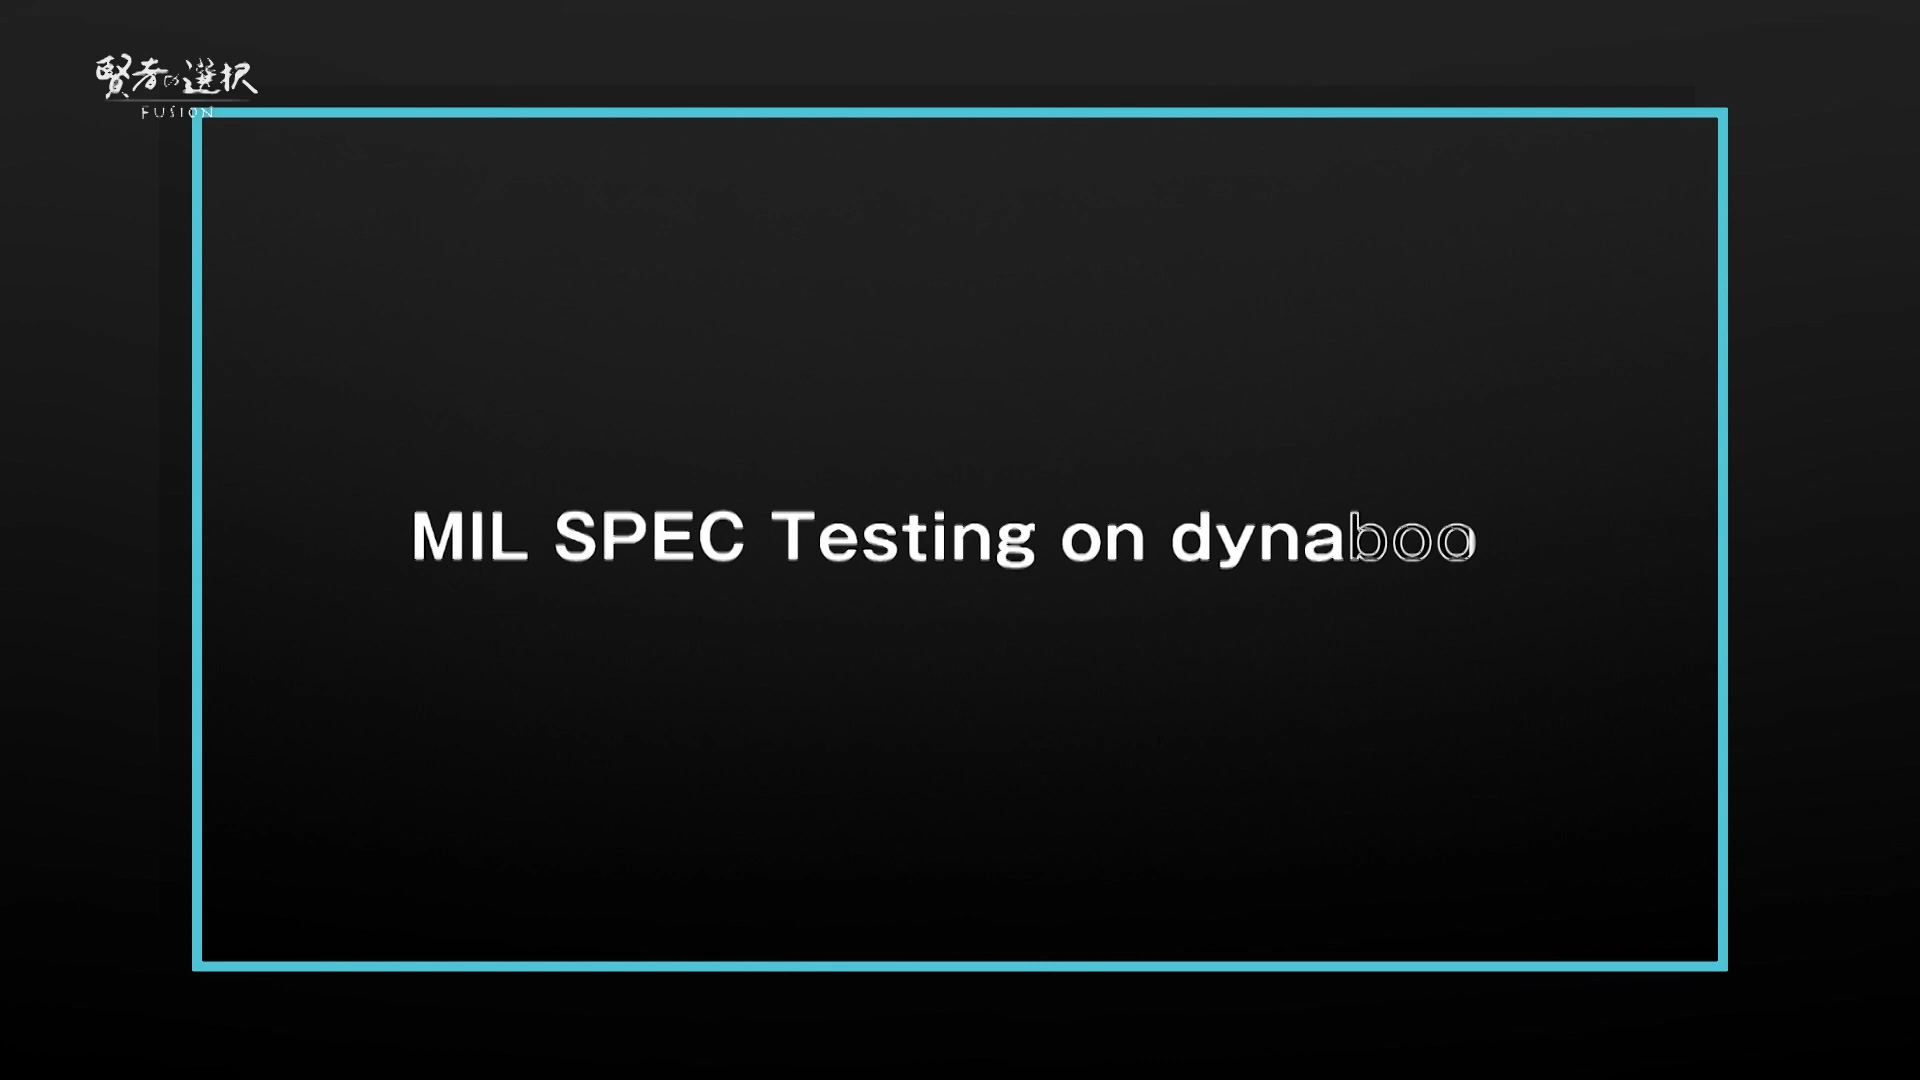 賢者の選択
FUSION
MIL SPEC Testing on dynaboo